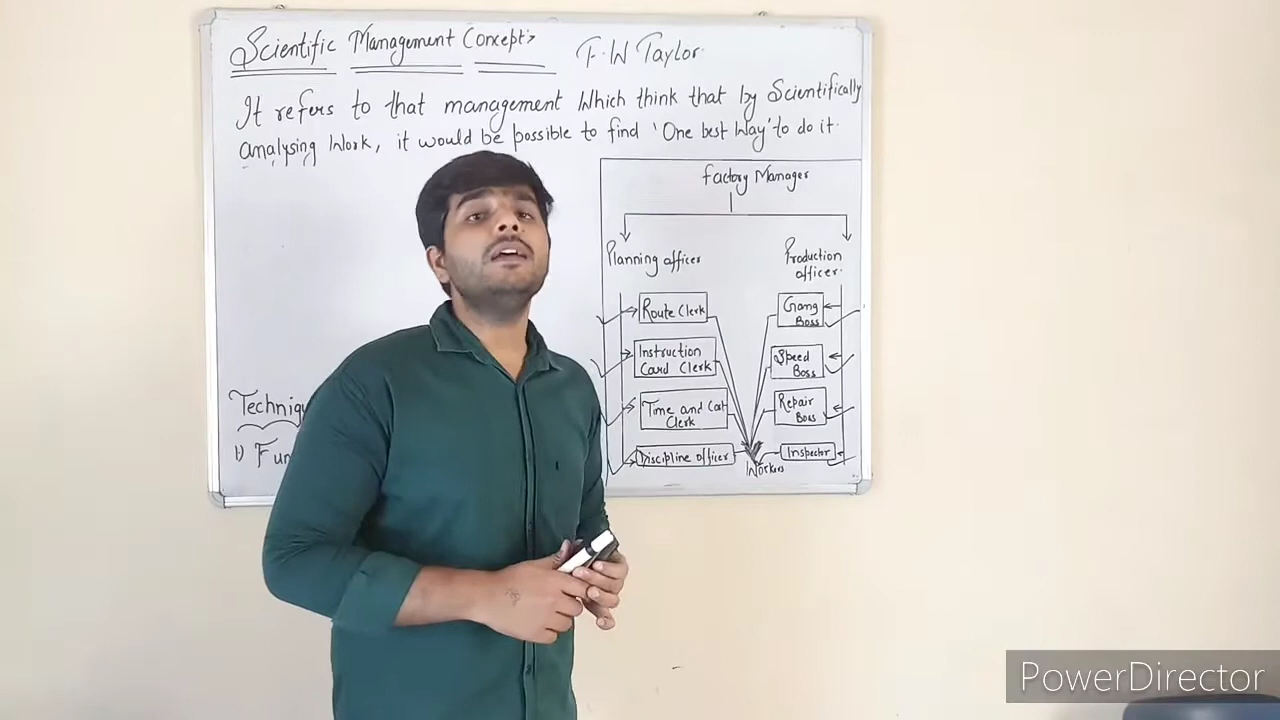 Scientific Management Concept:→ F.W Taylor.
It refers to that management Which think that by Scientifically
analysing Work, it would be possible to find 'One best Way' to do it.
Factory Manager
Planning officer
Production officer.
Route Clerk
Gang Boss
Instruction Card Clerk
Speed Boss
Time and Cost Clerk
Repair Boss
Discipline officer
Inspector
Workers
Techniqu
1) Fun
PowerDirector